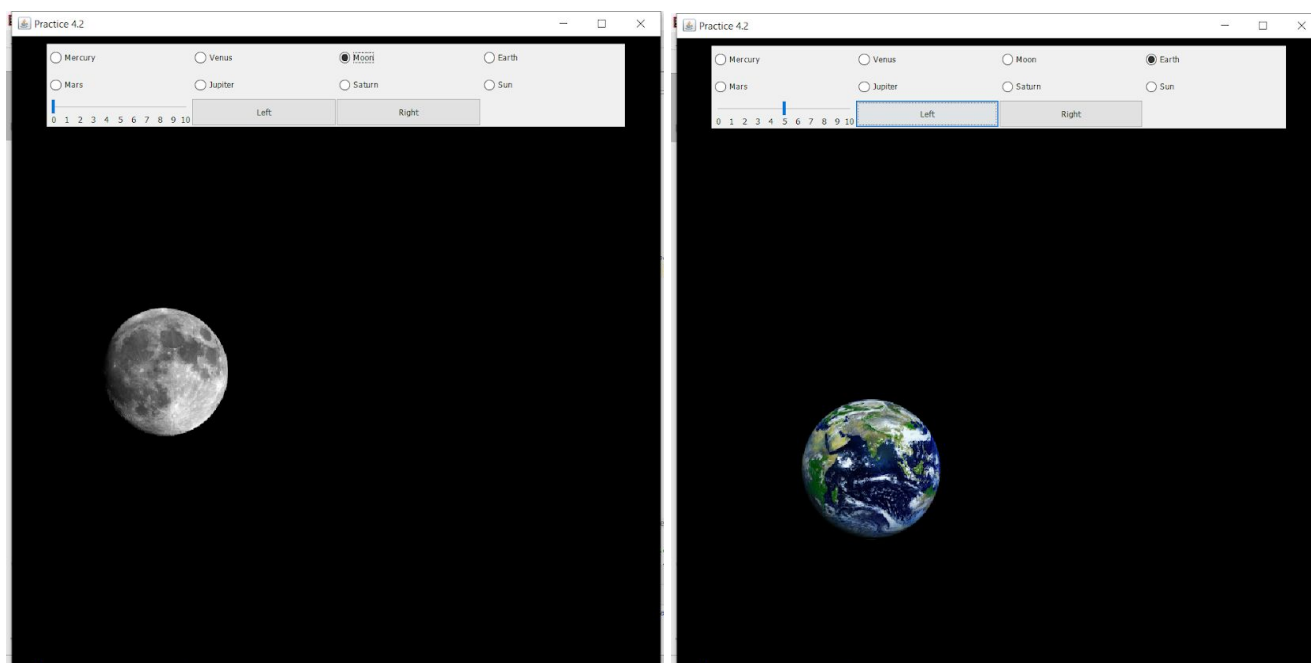 Practice 4.2
Mercury Venus Moon Earth
Mars Jupiter Saturn Sun
Left Right
0 1 2 3 4 5 6 7 8 9 10
Practice 4.2
Mercury Venus Moon Earth
Mars Jupiter Saturn Sun
Left Right
0 1 2 3 4 5 6 7 8 9 10